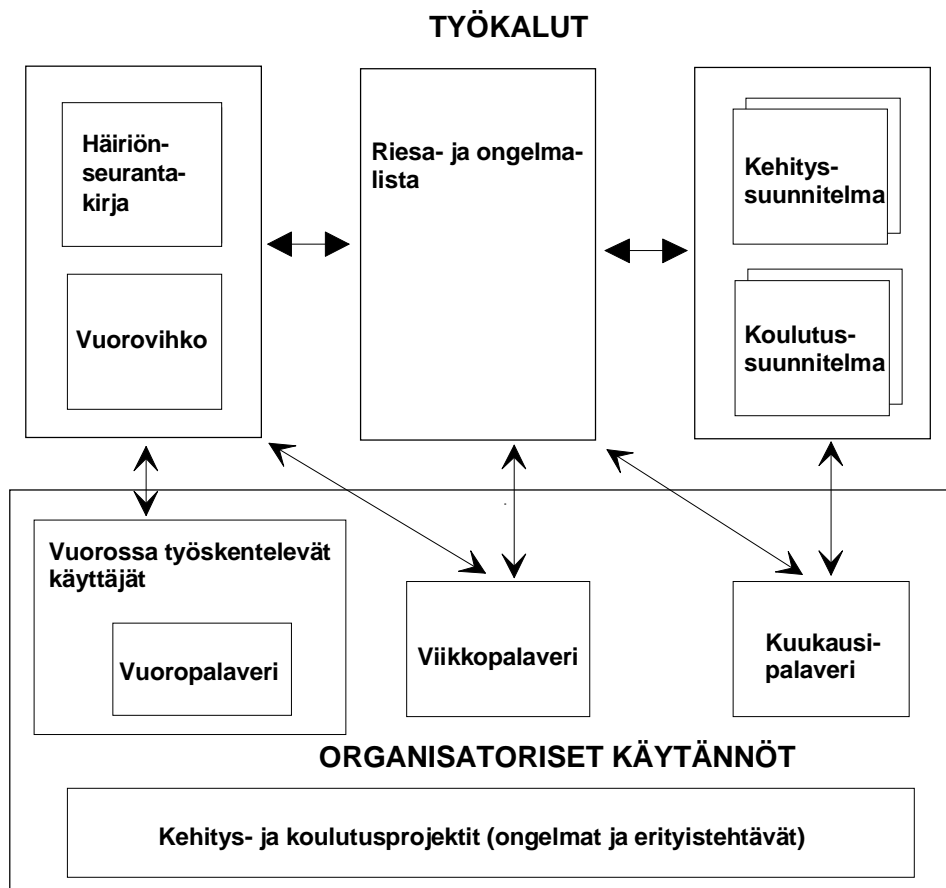 TYÖKALUT
Häiriön-
seuranta-
kirja
Vuorovihko
Riesa- ja ongelma-
lista
Kehitys-
suunnitelma
Koulutus-
suunnitelma
Vuorossa työskentelevät
käyttäjät
Vuoropalaveri
Viikkopalaveri
Kuukausi-
palaveri
ORGANISATORISET KÄYTÄNNÖT
Kehitys- ja koulutusprojektit (ongelmat ja erityistehtävät)